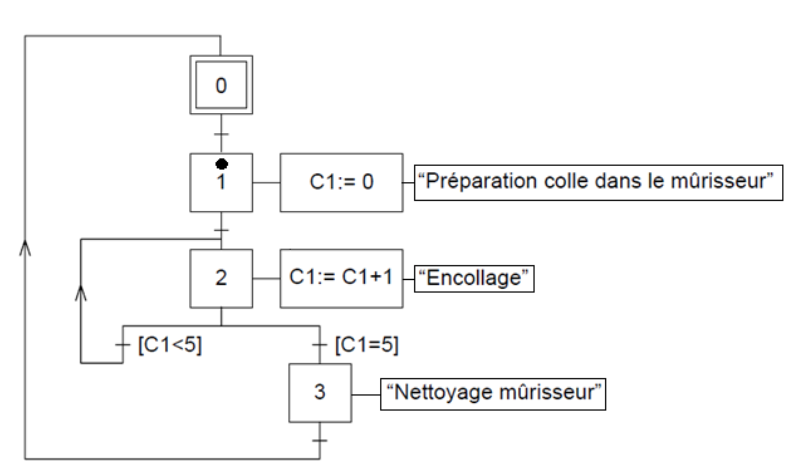 0
1
C1:= 0
“Préparation colle dans le mûrisseur”
2
C1:= C1+1
“Encollage”
[C1<5]
[C1=5]
3
“Nettoyage mûrisseur”